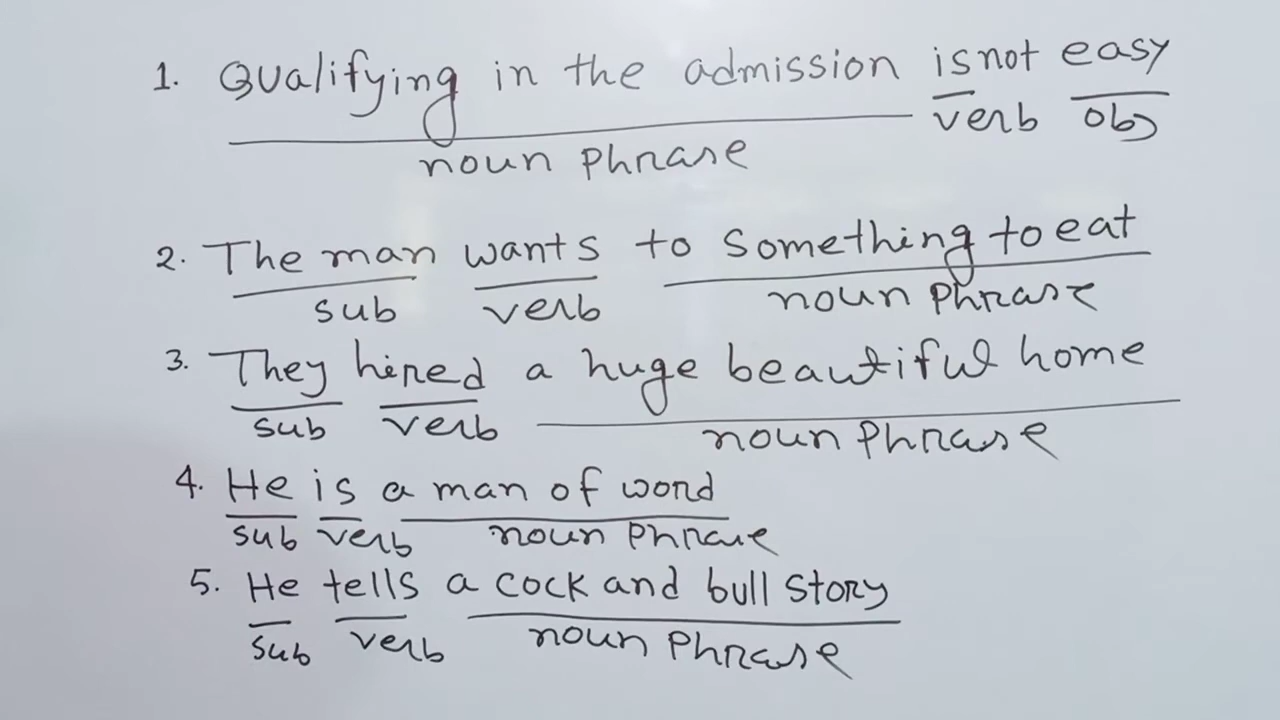 1. Qualifying in the admission is not easy
verb obj
noun phrase
2. The man wants to something to eat
sub verb noun phrase
3. They hired a huge beautiful home
sub verb noun phrase
4. He is a man of word
sub verb noun phrase
5. He tells a cock and bull story
sub verb noun phrase